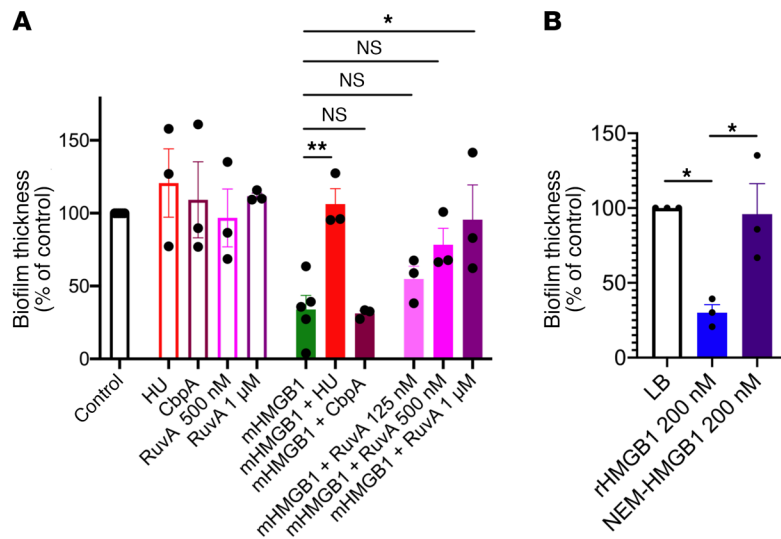 A
Biofilm thickness
(% of control)
150
100
50
0
*
NS
NS
NS
**
Control
HU
CbpA
RuvA 500 nM
RuvA 1 µM
mHMGB1
mHMGB1 + HU
mHMGB1 + CbpA
mHMGB1 + RuvA 125 nM
mHMGB1 + RuvA 500 nM
mHMGB1 + RuvA 1 µM
B
Biofilm thickness
(% of control)
150
100
50
0
*
*
LB
rHMGB1 200 nM
NEM-HMGB1 200 nM